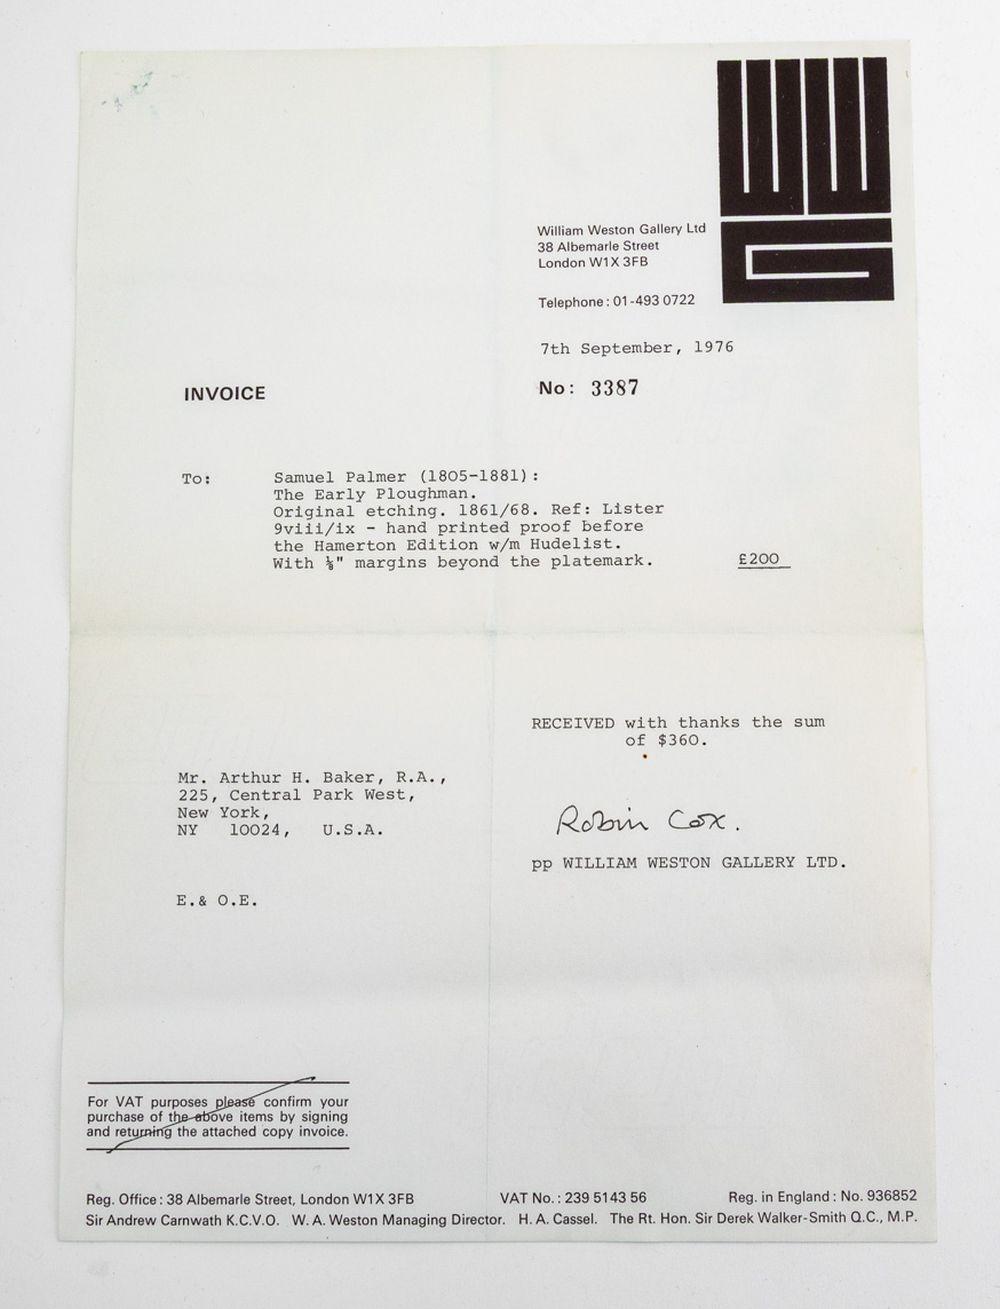 WWG
William Weston Gallery Ltd
38 Albemarle Street
London W1X 3FB
Telephone: 01-493 0722
7th September, 1976
INVOICE
No: 3387
To: Samuel Palmer (1805-1881):
The Early Ploughman.
Original etching. 1861/68. Ref: Lister
9viii/ix - hand printed proof before
the Hamerton Edition w/m Hudelist.
With ⅛" margins beyond the platemark. £200
RECEIVED with thanks the sum
of $360.
Mr. Arthur H. Baker, R.A.,
225, Central Park West,
New York,
NY 10024, U.S.A.
Robin Cox.
pp WILLIAM WESTON GALLERY LTD.
E.& O.E.
For VAT purposes please confirm your
purchase of the above items by signing
and returning the attached copy invoice.
Reg. Office: 38 Albemarle Street, London W1X 3FB VAT No.: 239 5143 56 Reg. in England: No. 936852
Sir Andrew Carnwath K.C.V.O. W. A. Weston Managing Director. H. A. Cassel. The Rt. Hon. Sir Derek Walker-Smith Q.C., M.P.